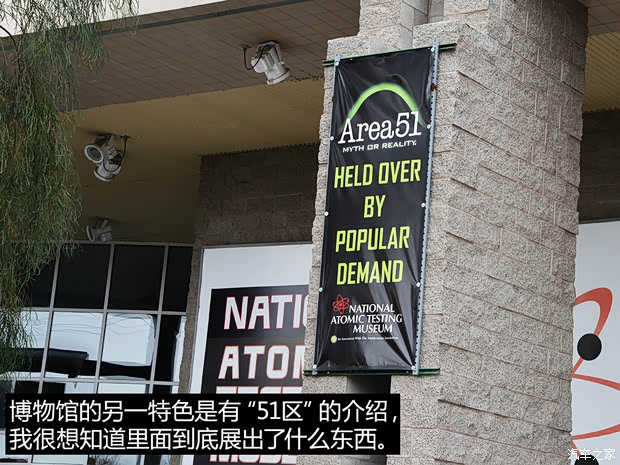 Area51
MYTH OR REALITY
HELD OVER
BY
POPULAR
DEMAND
NATIONAL
ATOMIC TESTING
MUSEUM
NATIO
ATOM
博物馆的另一特色是有“51区”的介绍，
我很想知道里面到底展出了什么东西。
汽车之家